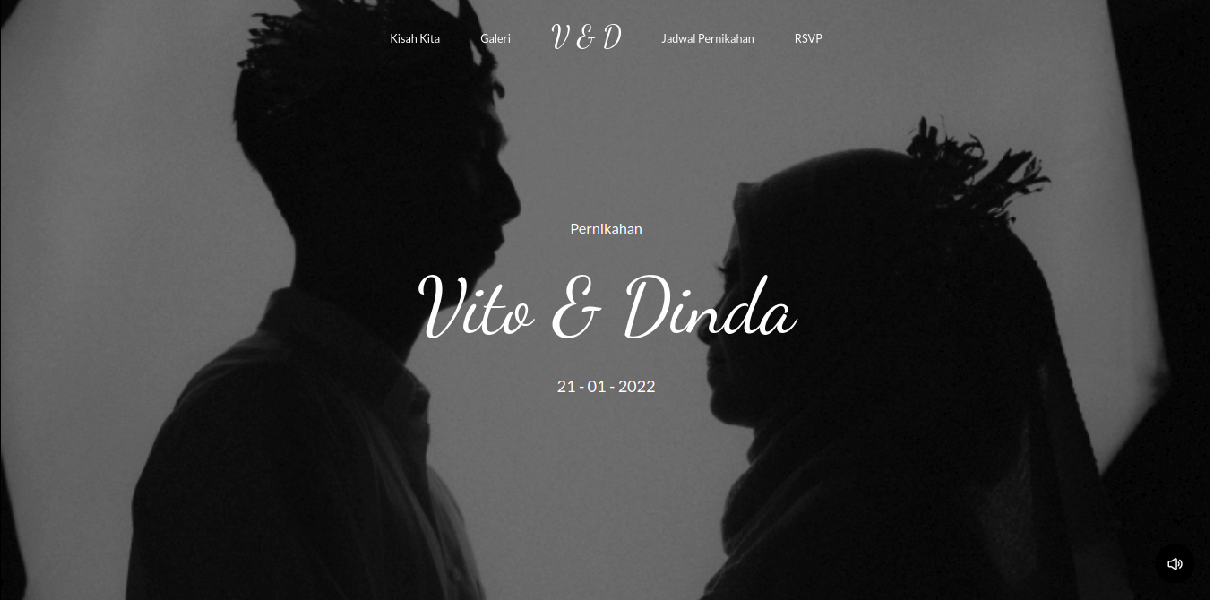 Kisah Kita Galeri V & D Jadwal Pernikahan RSVP
Pernikahan
Vito & Dinda
21 - 01 - 2022